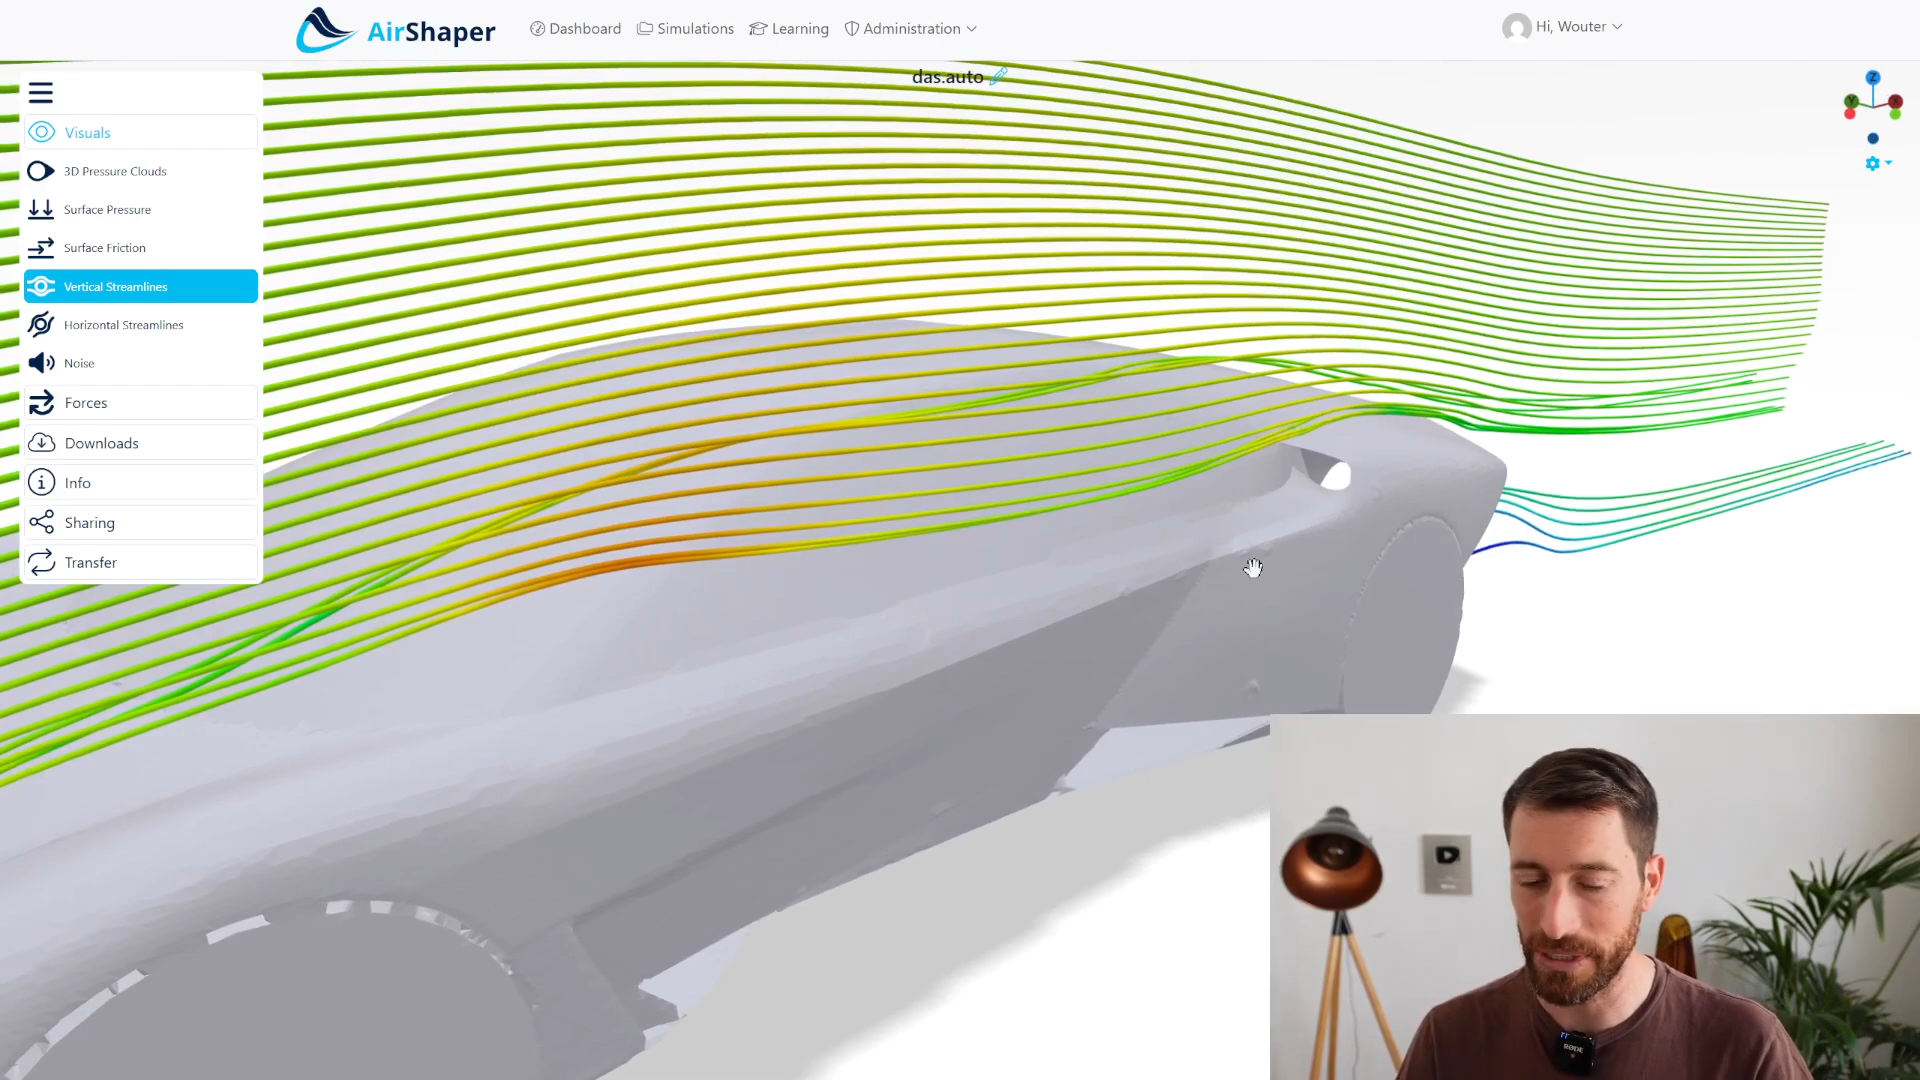 AirShaper
Dashboard
Simulations
Learning
Administration
Hi, Wouter
das.auto
Visuals
3D Pressure Clouds
Surface Pressure
Surface Friction
Vertical Streamlines
Horizontal Streamlines
Noise
Forces
Downloads
Info
Sharing
Transfer
Z
Y
X
RØDE